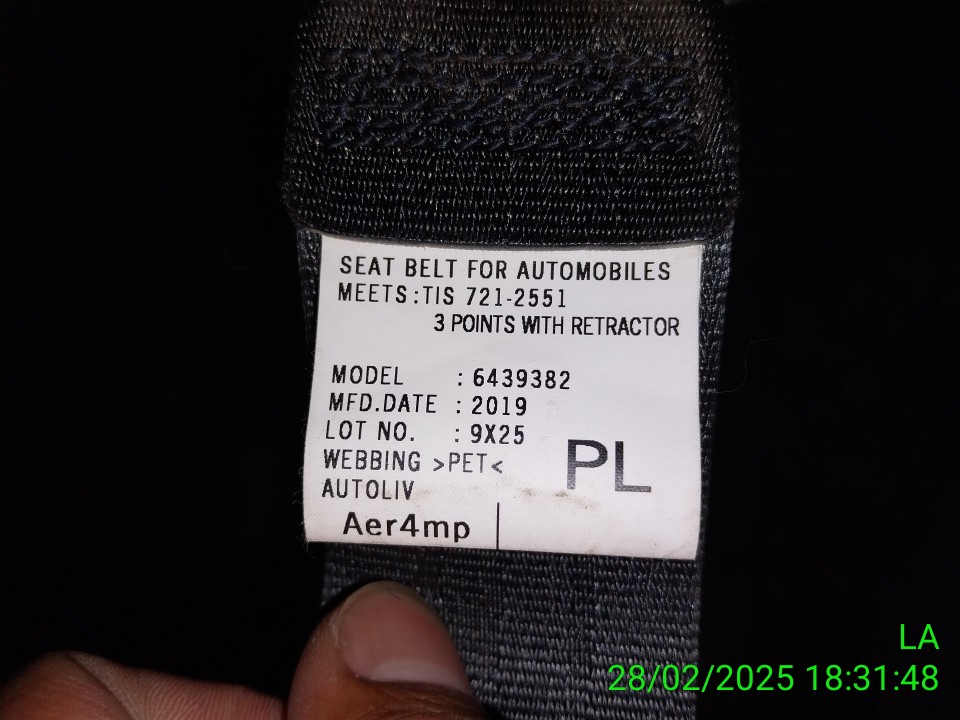 SEAT BELT FOR AUTOMOBILES
MEETS:TIS 721-2551
3 POINTS WITH RETRACTOR
MODEL : 6439382
MFD.DATE : 2019
LOT NO. : 9X25
WEBBING >PET<
PL
AUTOLIV
Aer4mp
LA
28/02/2025 18:31:48